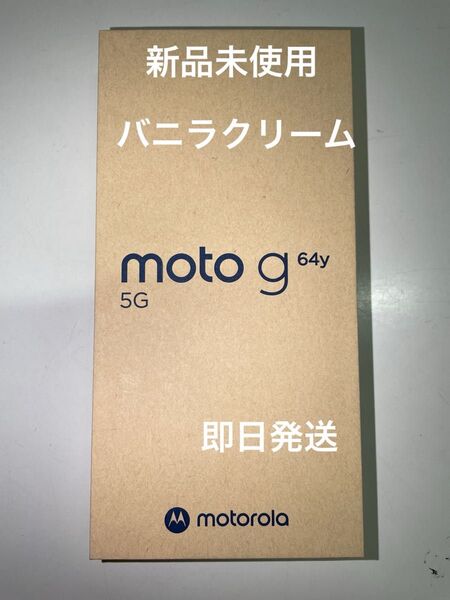 新品未使用
バニラクリーム
moto g 64y
5G
即日発送
motorola